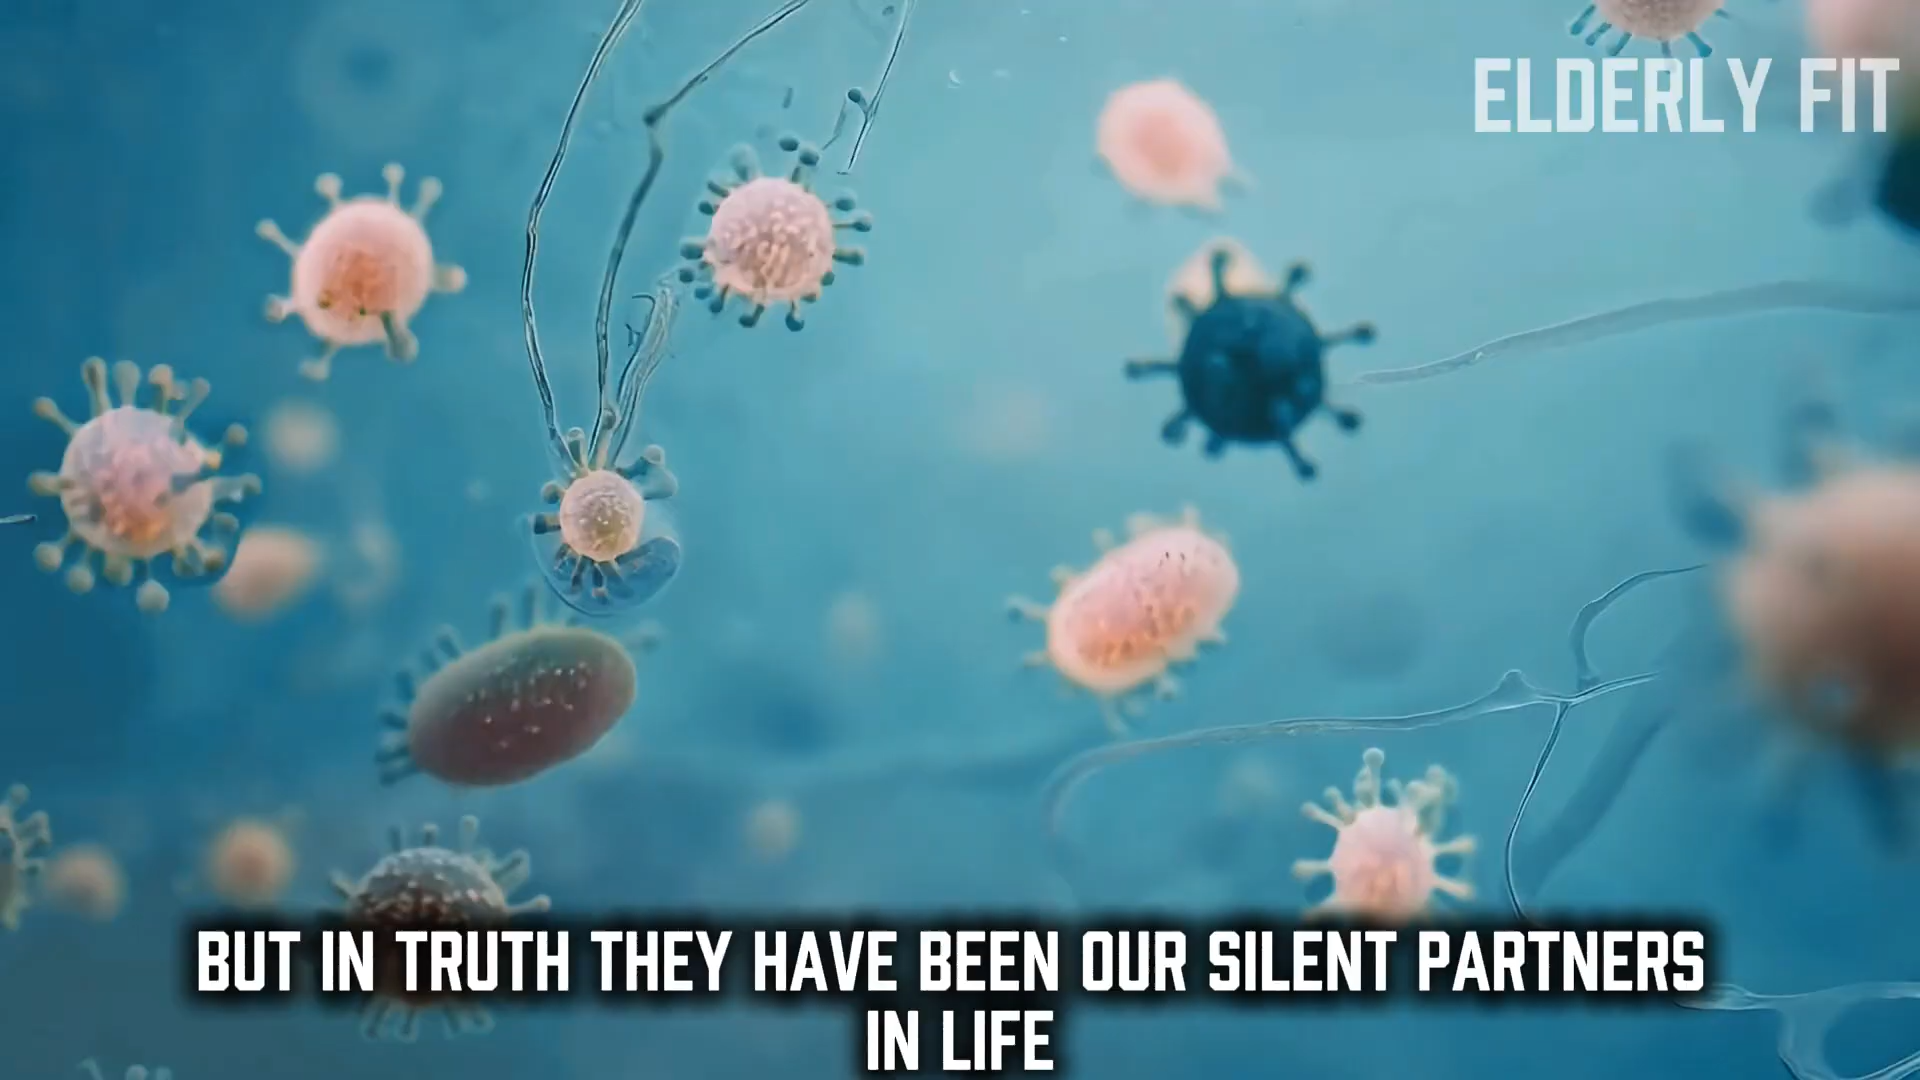 ELDERLY FIT
BUT IN TRUTH THEY HAVE BEEN OUR SILENT PARTNERS
IN LIFE